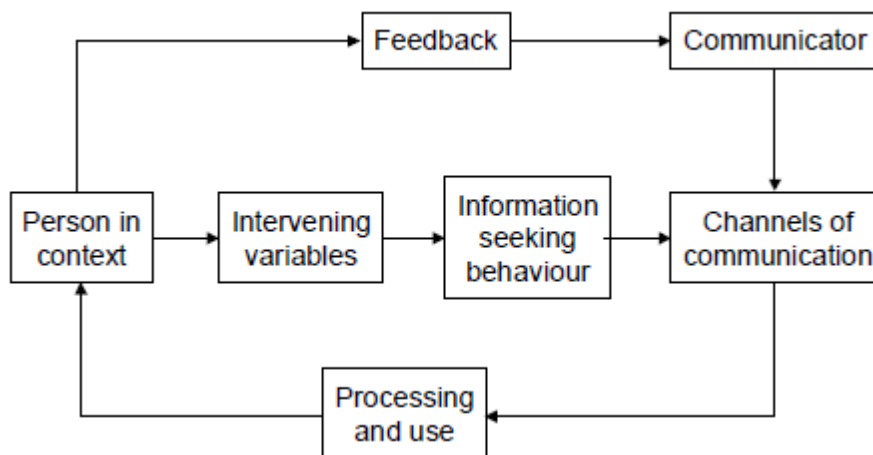 Feedback
Communicator
Person in
context
Intervening
variables
Information
seeking
behaviour
Channels of
communication
Processing
and use